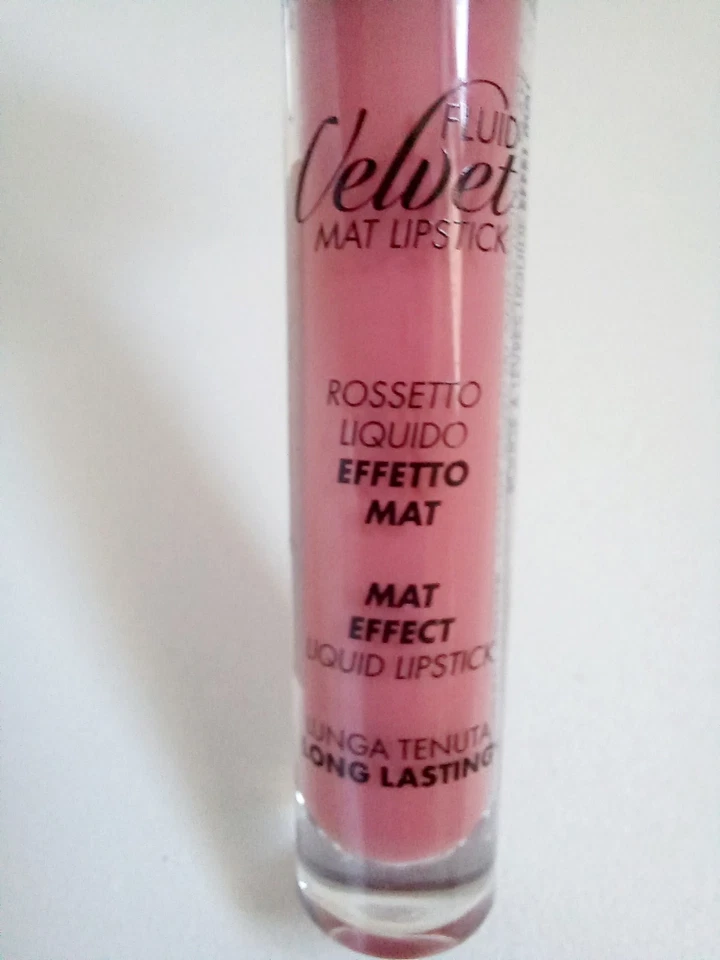 FLUID
Velvet
MAT LIPSTICK
ROSSETTO
LIQUIDO
EFFETTO
MAT
MAT
EFFECT
LIQUID LIPSTICK
LUNGA TENUTA
LONG LASTING